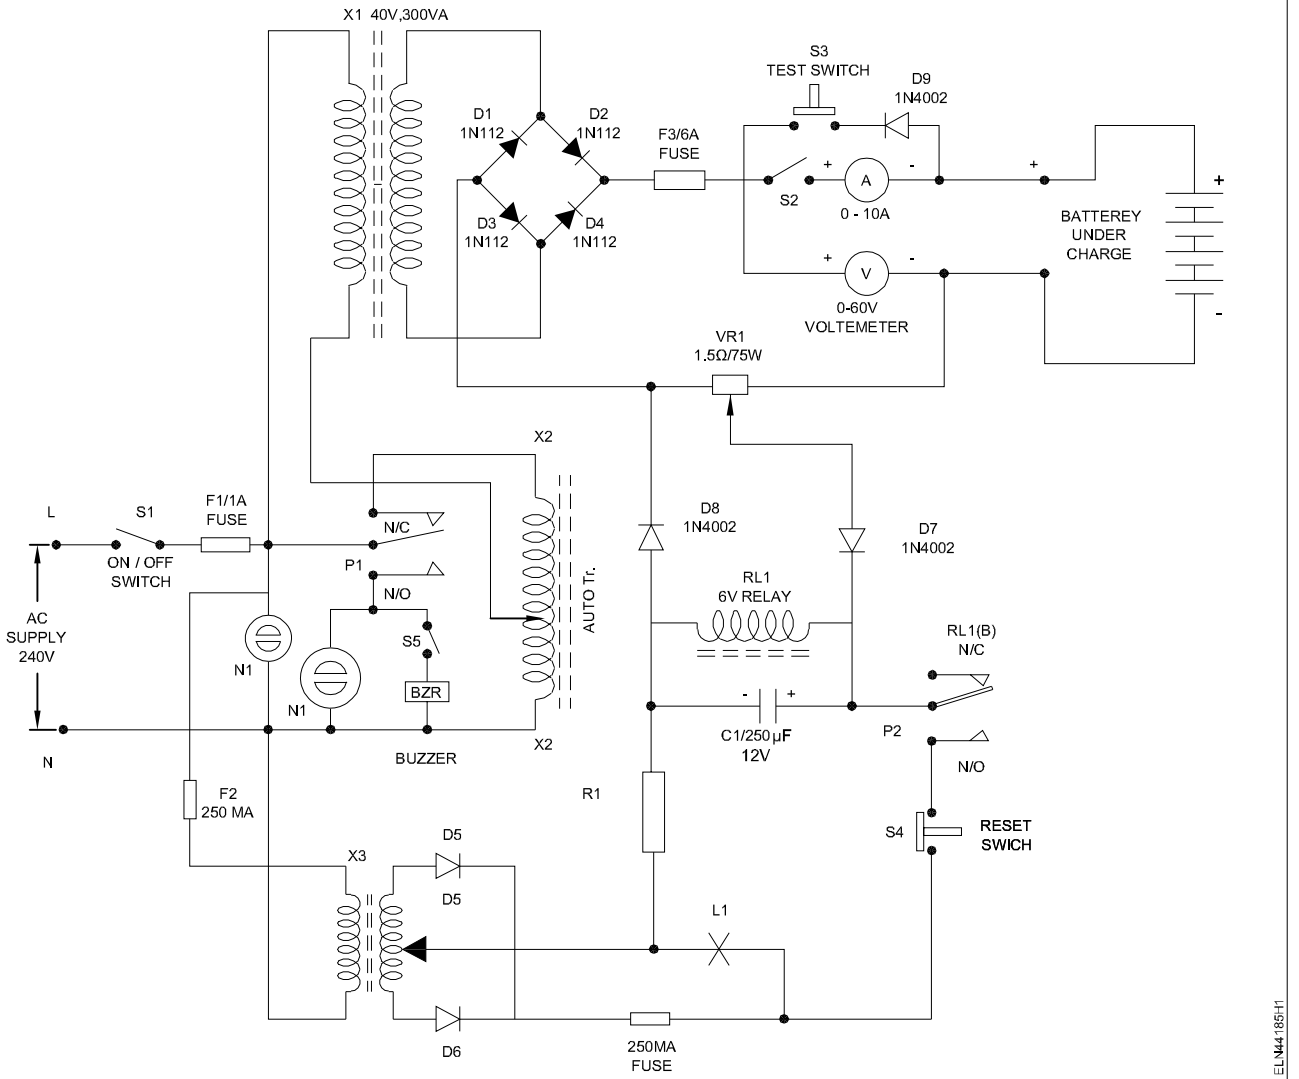 X1 40V,300VA
S3
TEST SWITCH
D9
1N4002
D1
1N112
D2
1N112
F3/6A
FUSE
+
-
+
A
S2
0 - 10A
D3
1N112
D4
1N112
BATTEREY
UNDER
CHARGE
+
-
+
-
V
0-60V
VOLTEMETER
VR1
1.5Ω/75W
X2
L
S1
F1/1A
FUSE
N/C
ON / OFF
SWITCH
P1
N/O
AC
SUPPLY
240V
N1
S5
BZR
N1
AUTO Tr.
X2
N
BUZZER
D8
1N4002
D7
1N4002
RL1
6V RELAY
RL1(B)
N/C
-
+
C1/250µF
12V
P2
N/O
F2
250 MA
R1
S4
RESET
SWICH
X3
D5
D5
L1
D6
250MA
FUSE
ELN44185H1